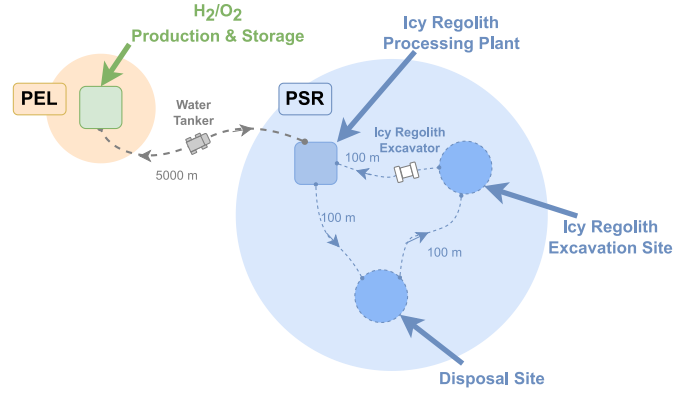 H2/O2
Production & Storage
PEL
Water
Tanker
5000 m
PSR
Icy Regolith
Processing Plant
Icy Regolith
Excavator
100 m
100 m
100 m
Icy Regolith
Excavation Site
Disposal Site